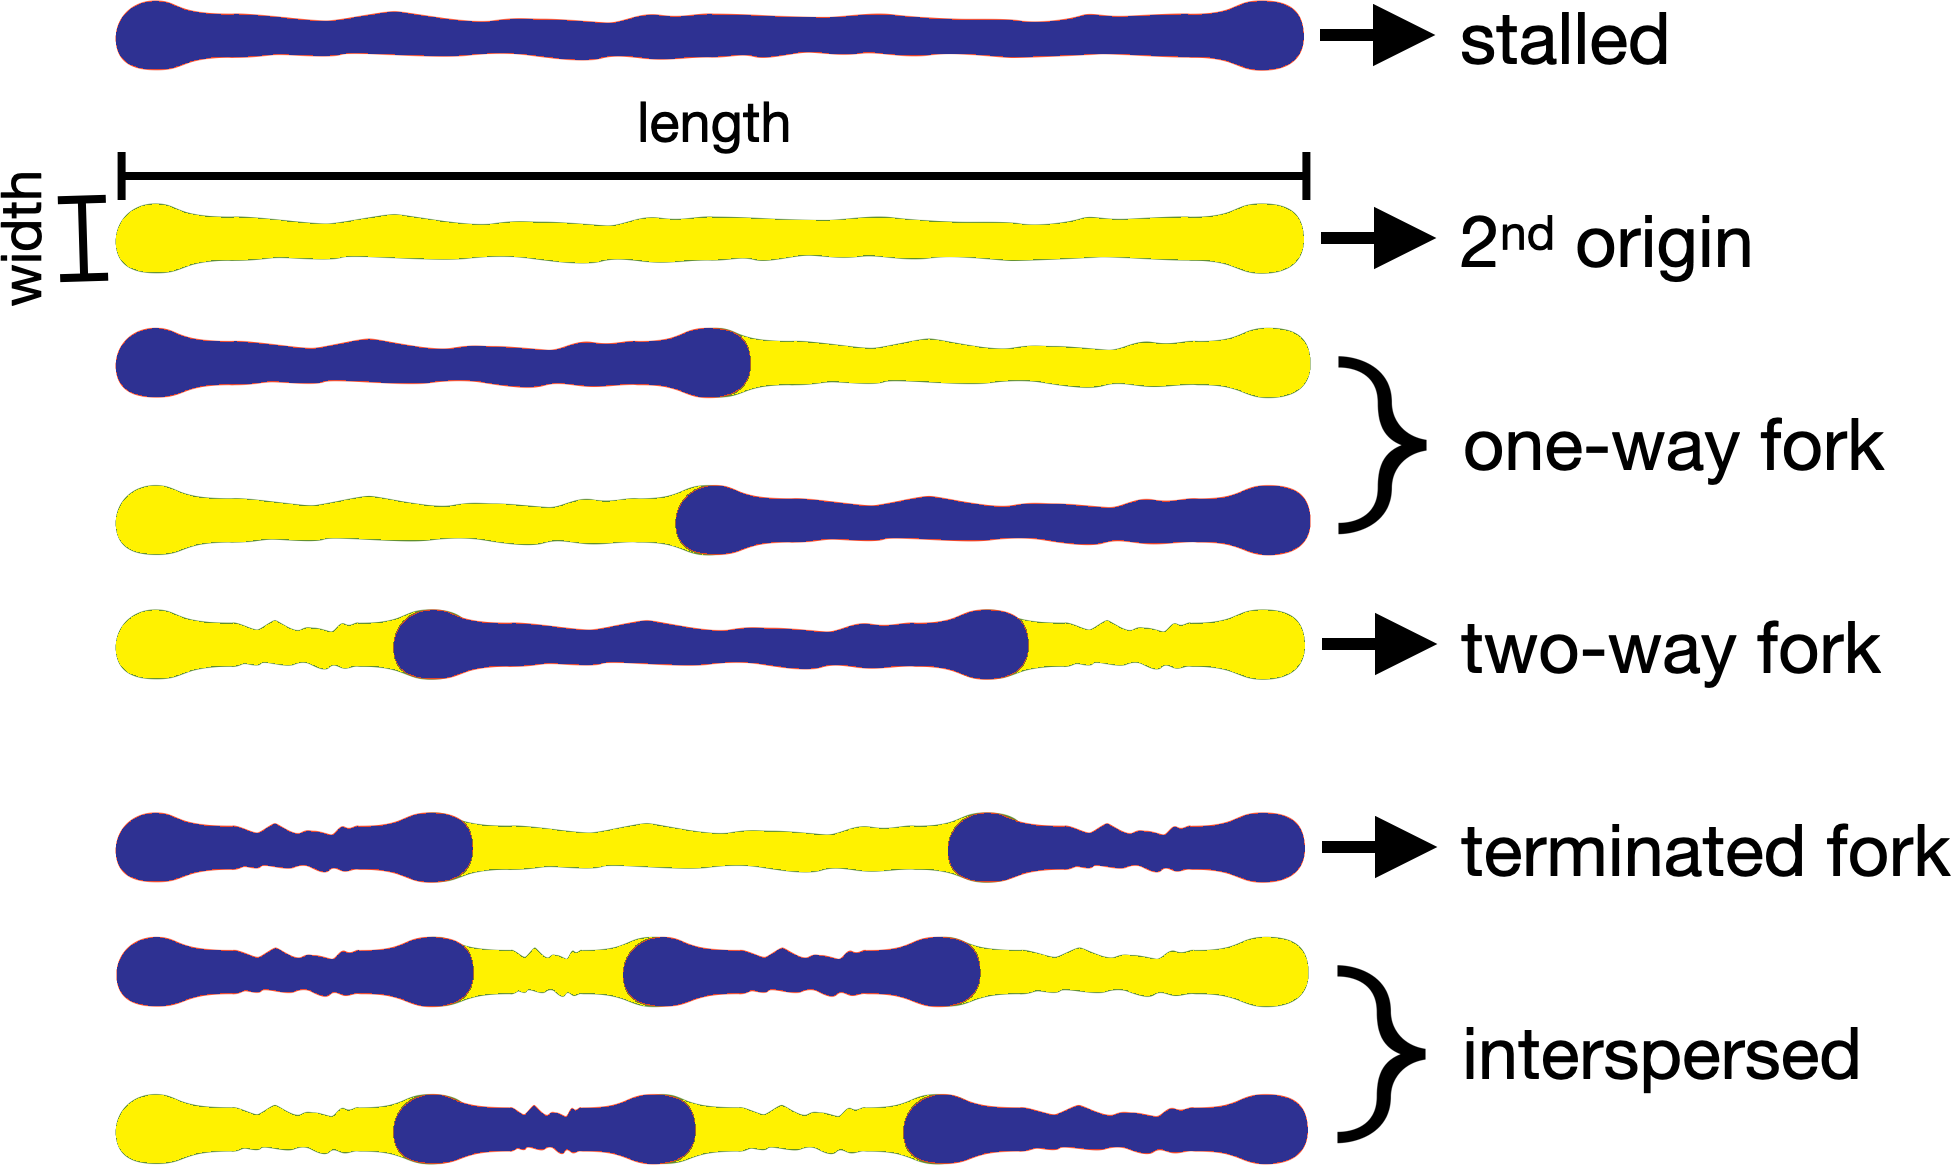 stalled
length
width
2nd origin
one-way fork
two-way fork
terminated fork
interspersed